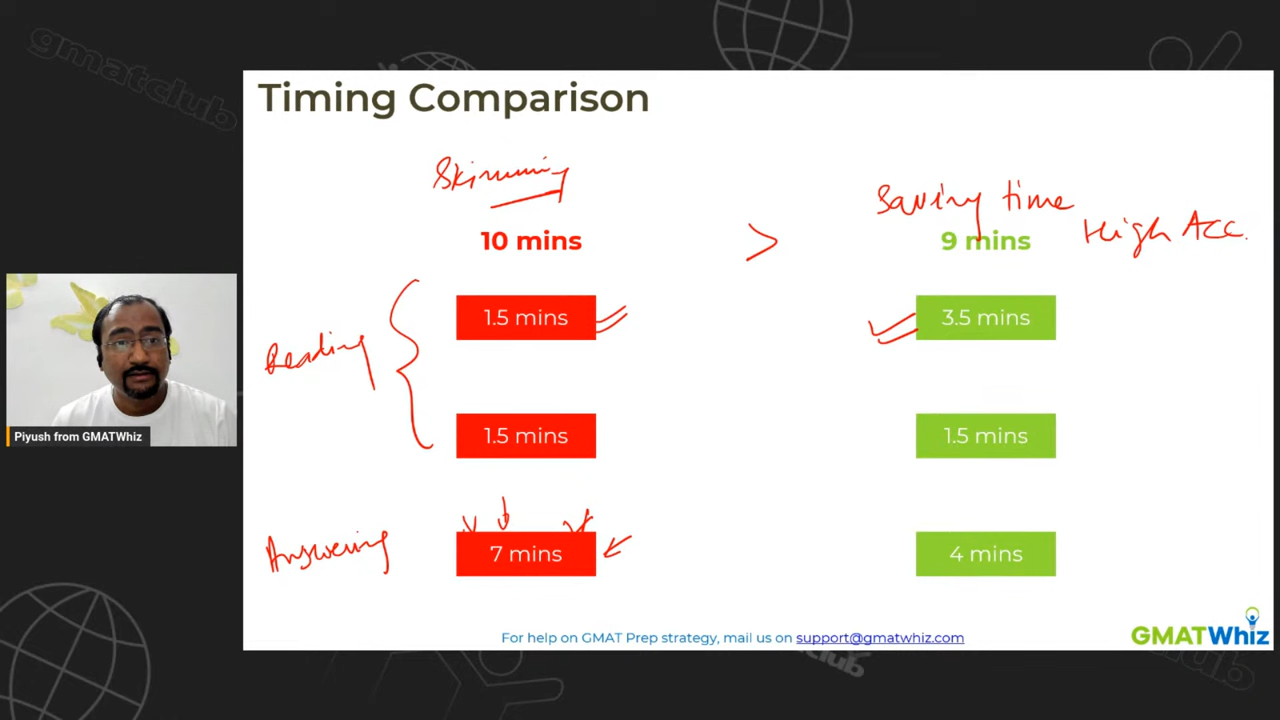 gmatclub
Timing Comparison
Skimming
Saving time
10 mins > 9 mins High Acc.
Reading
1.5 mins 3.5 mins
1.5 mins 1.5 mins
Answering
7 mins 4 mins
Piyush from GMATWhiz
For help on GMAT Prep strategy, mail us on support@gmatwhiz.com
GMATWhiz